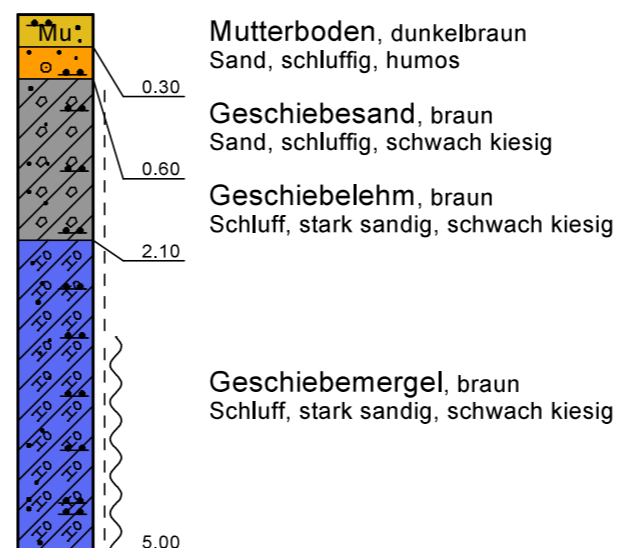 Mu
Mutterboden, dunkelbraun
Sand, schluffig, humos
0.30
Geschiebesand, braun
Sand, schluffig, schwach kiesig
0.60
Geschiebelehm, braun
Schluff, stark sandig, schwach kiesig
2.10
Geschiebemergel, braun
Schluff, stark sandig, schwach kiesig
5.00